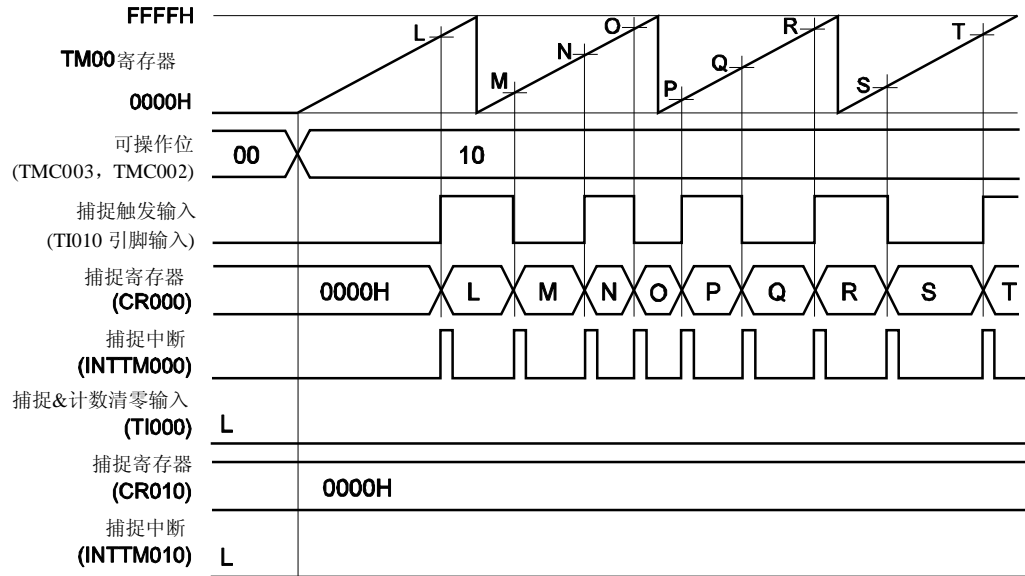 FFFFH
TM00寄存器
0000H
可操作位
(TMC003，TMC002)
00
10
捕捉触发输入
(TI010 引脚输入)
捕捉寄存器
(CR000)
0000H
L
M
N
O
P
Q
R
S
T
捕捉中断
(INTTM000)
捕捉&计数清零输入
(TI000)
L
捕捉寄存器
(CR010)
0000H
捕捉中断
(INTTM010)
L
L
M
N
O
P
Q
R
S
T